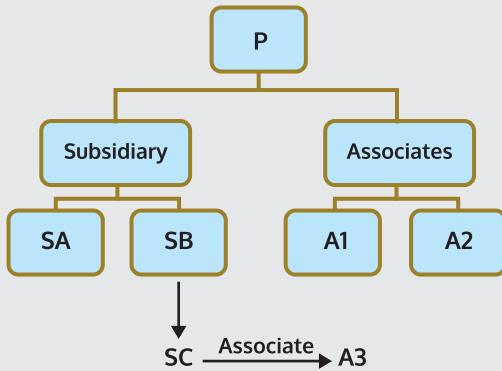 P
Subsidiary
Associates
SA
SB
A1
A2
SC
Associate
A3